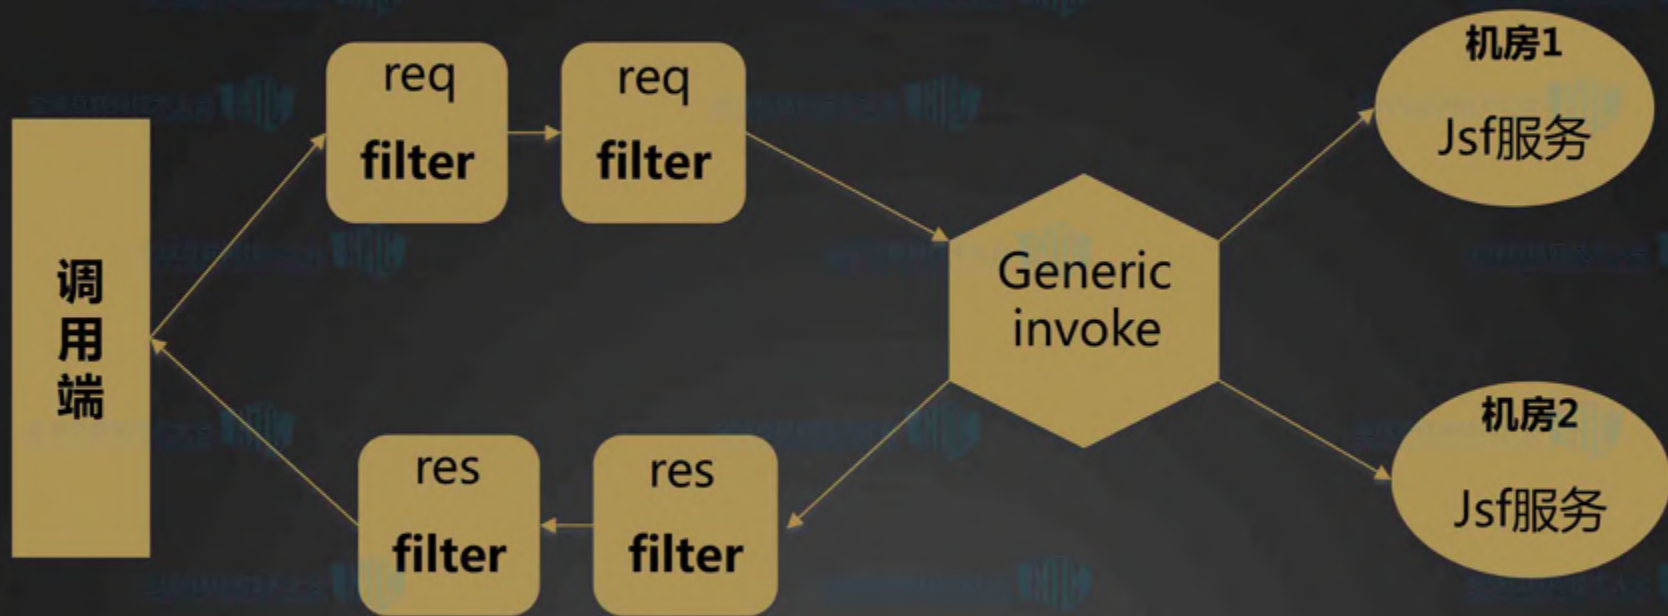 调
用
端
req
filter
req
filter
Generic
invoke
机房1
Jsf服务
机房2
Jsf服务
res
filter
res
filter